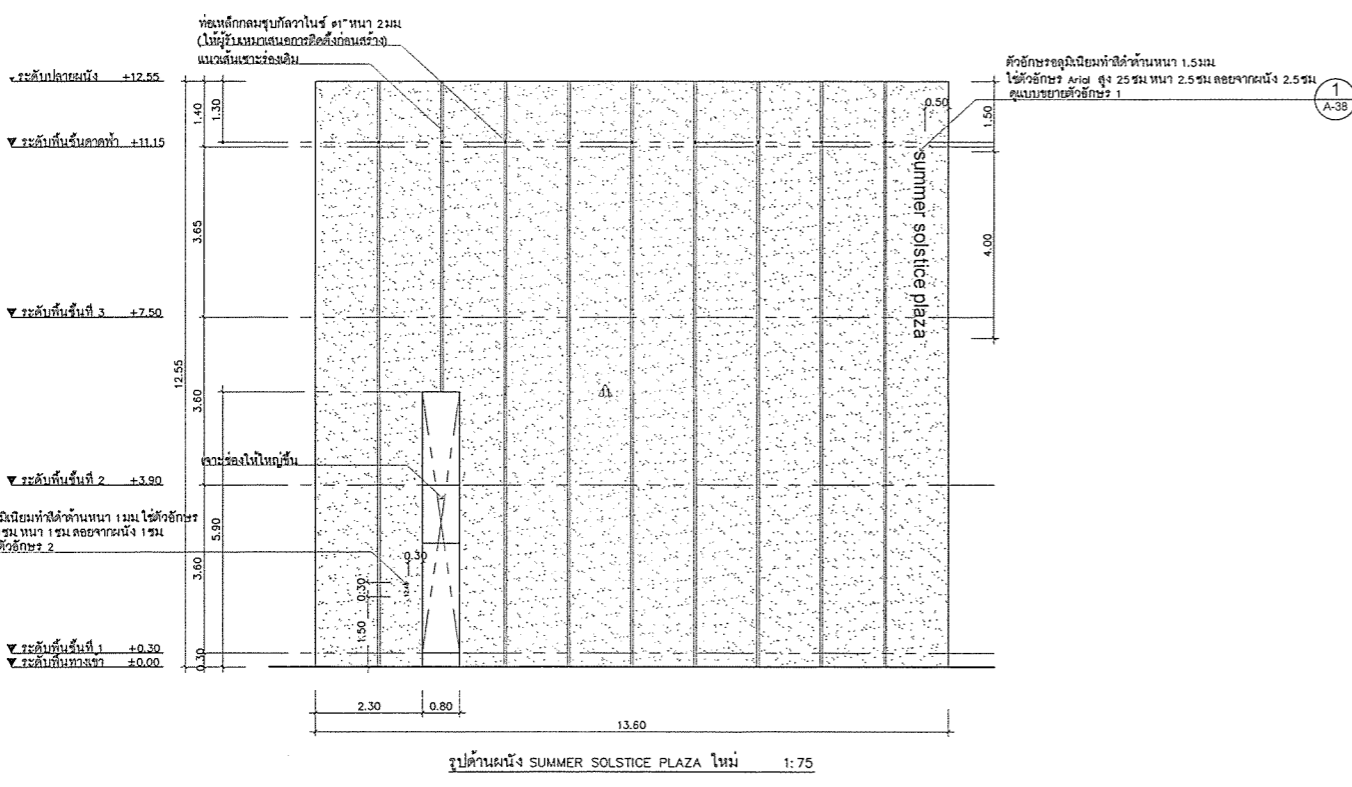 ท่อเหล็กกลมชุบกัลวาไนซ์ ø1" หนา 2มม
(ให้ผู้รับเหมาเสนอการติดตั้งก่อนสร้าง)
แนวเส้นเซาะร่องเดิม
ตัวอักษรอลูมิเนียมทำสีดำด้านหนา 1.5มม
ใช้ตัวอักษร Arial สูง 25ซม หนา 2.5ซม ลอยจากผนัง 2.5ซม
ดูแบบขยายตัวอักษร 1
1
A-38
ระดับปลายผนัง +12.55
ระดับพื้นชั้นดาดฟ้า +11.15
ระดับพื้นชั้นที่ 3 +7.50
ระดับพื้นชั้นที่ 2 +3.90
ระดับพื้นชั้นที่ 1 +0.30
ระดับพื้นทางเข้า ±0.00
1.40
1.30
3.65
12.55
3.60
5.90
3.60
0.30
0.50
1.50
4.00
summer solstice plaza
เจาะช่องให้ใหญ่ขึ้น
มิเนียมทำสีดำด้านหนา 1มม ใช้ตัวอักษร
ซม หนา 1ซม ลอยจากผนัง 1ซม
ตัวอักษร 2
0.30
0.30
1.50
2.30
0.80
13.60
รูปด้านผนัง SUMMER SOLSTICE PLAZA ใหม่ 1:75